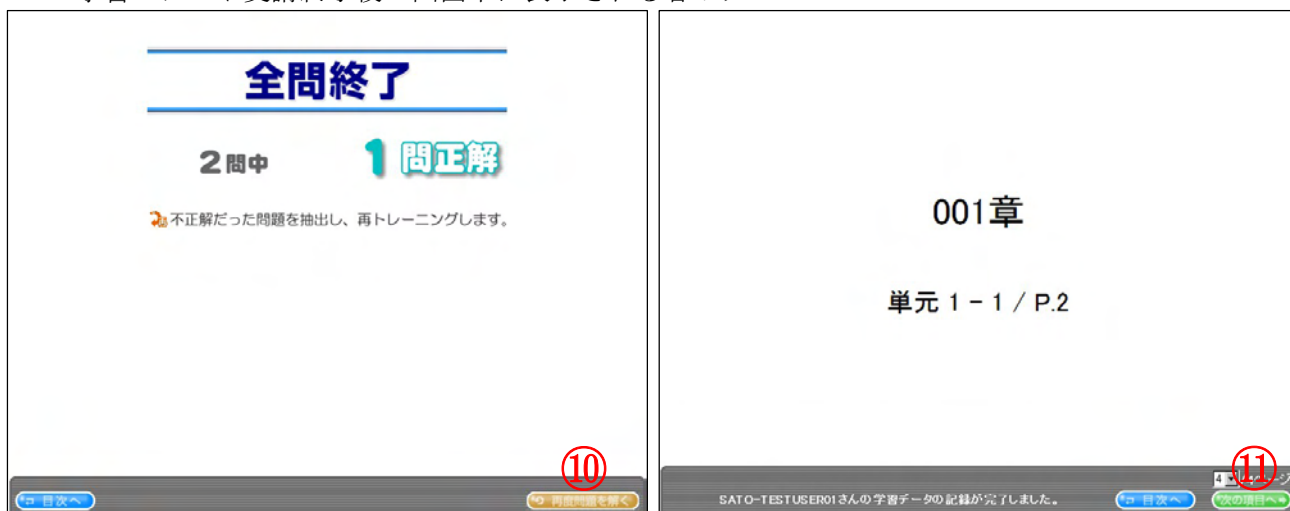 全問終了
2問中 1問正解
不正解だった問題を抽出し、再トレーニングします。
⑩
目次へ
再度問題を解く
001章
単元 1-1 / P.2
⑪
4
ページ
SATO-TESTUSER01さんの学習データの記録が完了しました。
目次へ
次の項目へ